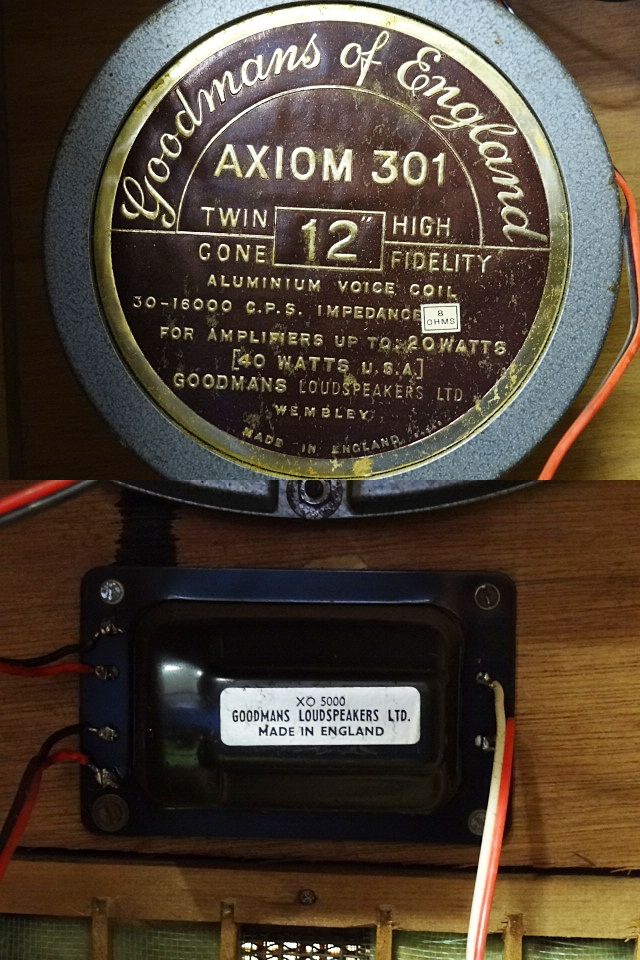 Goodmans of England
AXIOM 301
TWIN 12" HIGH
CONE FIDELITY
ALUMINIUM VOICE COIL
30-16000 C.P.S. IMPEDANCE 8 OHMS
FOR AMPLIFIERS UP TO 20 WATTS
[40 WATTS U.S.A]
GOODMANS LOUDSPEAKERS LTD.
WEMBLEY
MADE IN ENGLAND
XO 5000
GOODMANS LOUDSPEAKERS LTD.
MADE IN ENGLAND